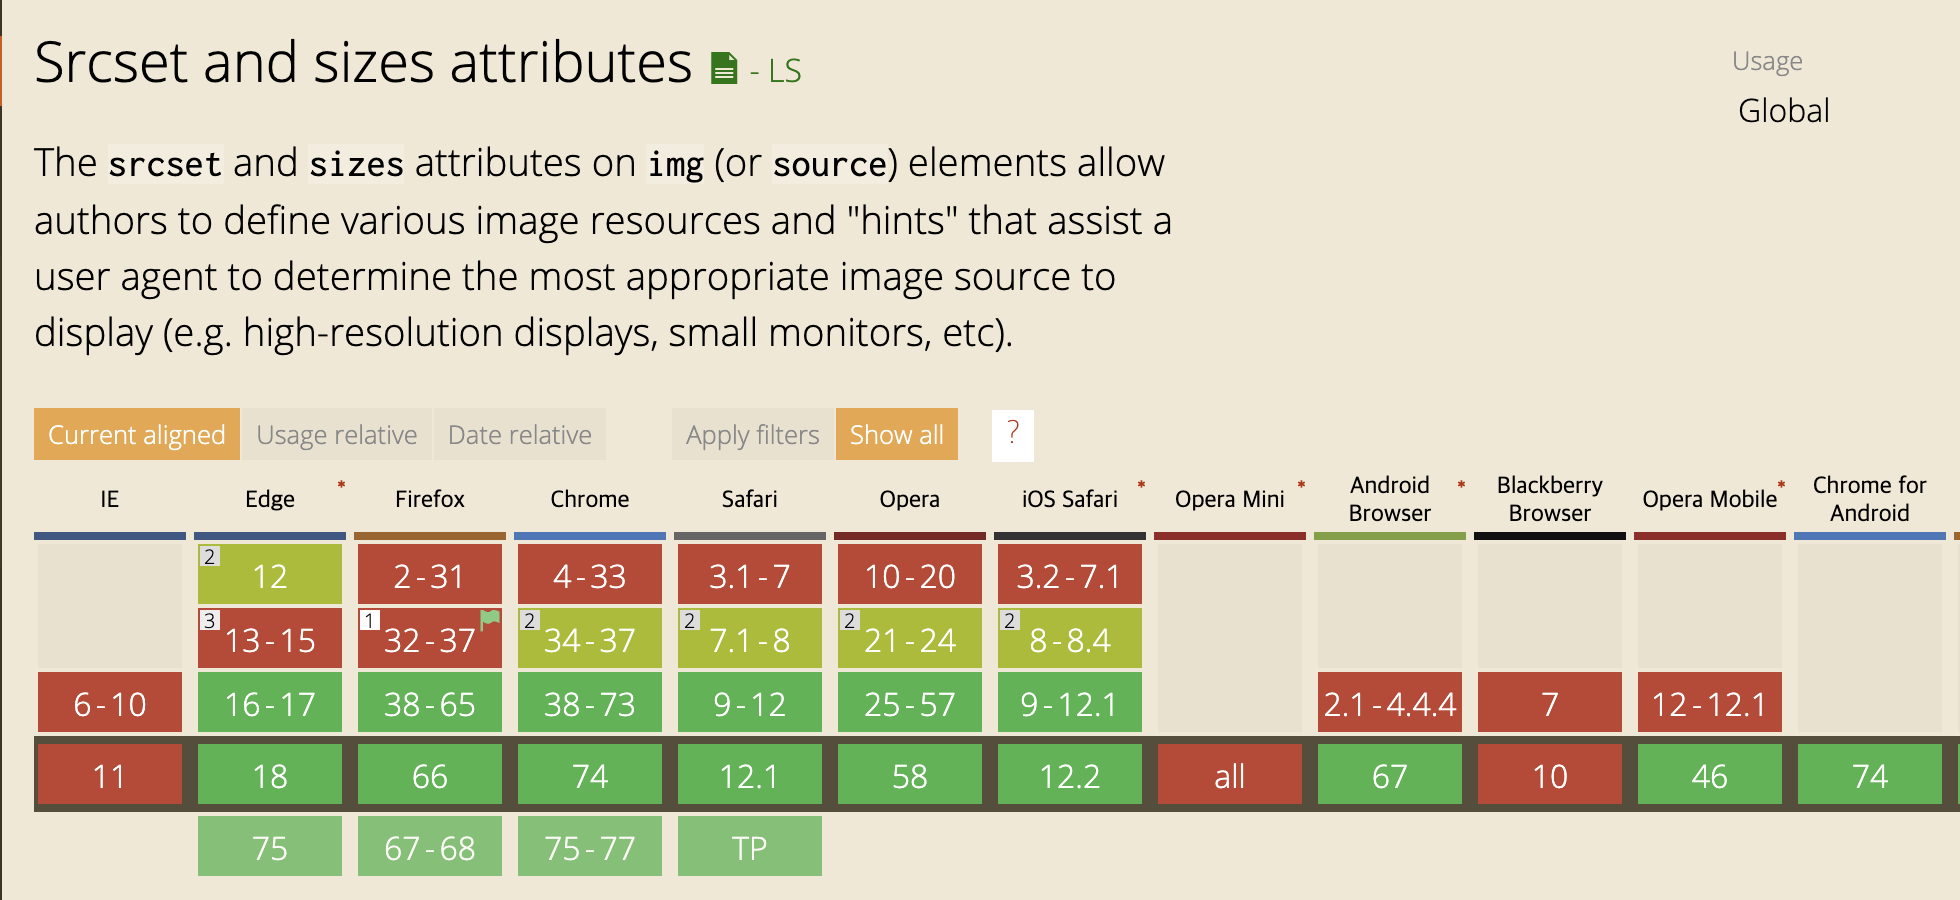 Srcset and sizes attributes - LS
Usage
Global
The srcset and sizes attributes on img (or source) elements allow
authors to define various image resources and "hints" that assist a
user agent to determine the most appropriate image source to
display (e.g. high-resolution displays, small monitors, etc).
Current aligned Usage relative Date relative Apply filters Show all ?
IE Edge * Firefox Chrome Safari Opera iOS Safari * Opera Mini * Android Browser * Blackberry Browser Opera Mobile * Chrome for Android
2 12 2-31 4-33 3.1-7 10-20 3.2-7.1
3 13-15 1 32-37 2 34-37 2 7.1-8 2 21-24 2 8-8.4
6-10 16-17 38-65 38-73 9-12 25-57 9-12.1 2.1-4.4.4 7 12-12.1
11 18 66 74 12.1 58 12.2 all 67 10 46 74
75 67-68 75-77 TP